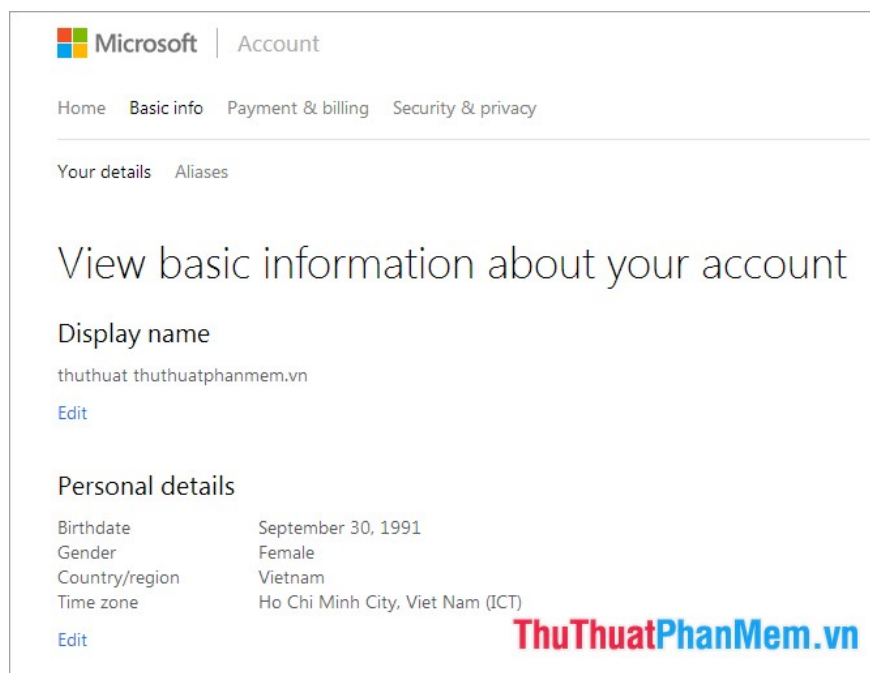 Microsoft | Account
Home Basic info Payment & billing Security & privacy
Your details Aliases
View basic information about your account
Display name
thuthuat thuthuatphanmem.vn
Edit
Personal details
Birthdate September 30, 1991
Gender Female
Country/region Vietnam
Time zone Ho Chi Minh City, Viet Nam (ICT)
Edit
ThuThuatPhanMem.vn